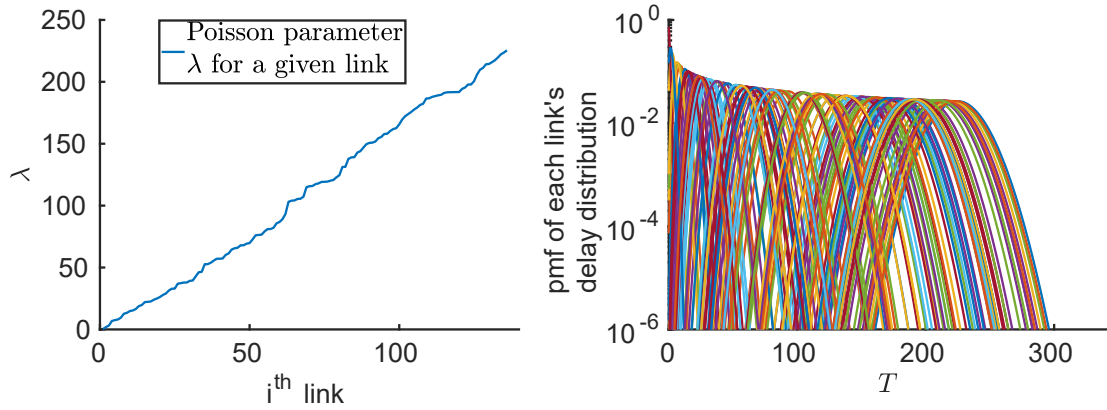 250
200
150
100
50
0
λ
Poisson parameter
λ for a given link
0
50
100
i^th link
10^0
10^-2
10^-4
10^-6
pmf of each link's
delay distribution
0
100
200
300
T